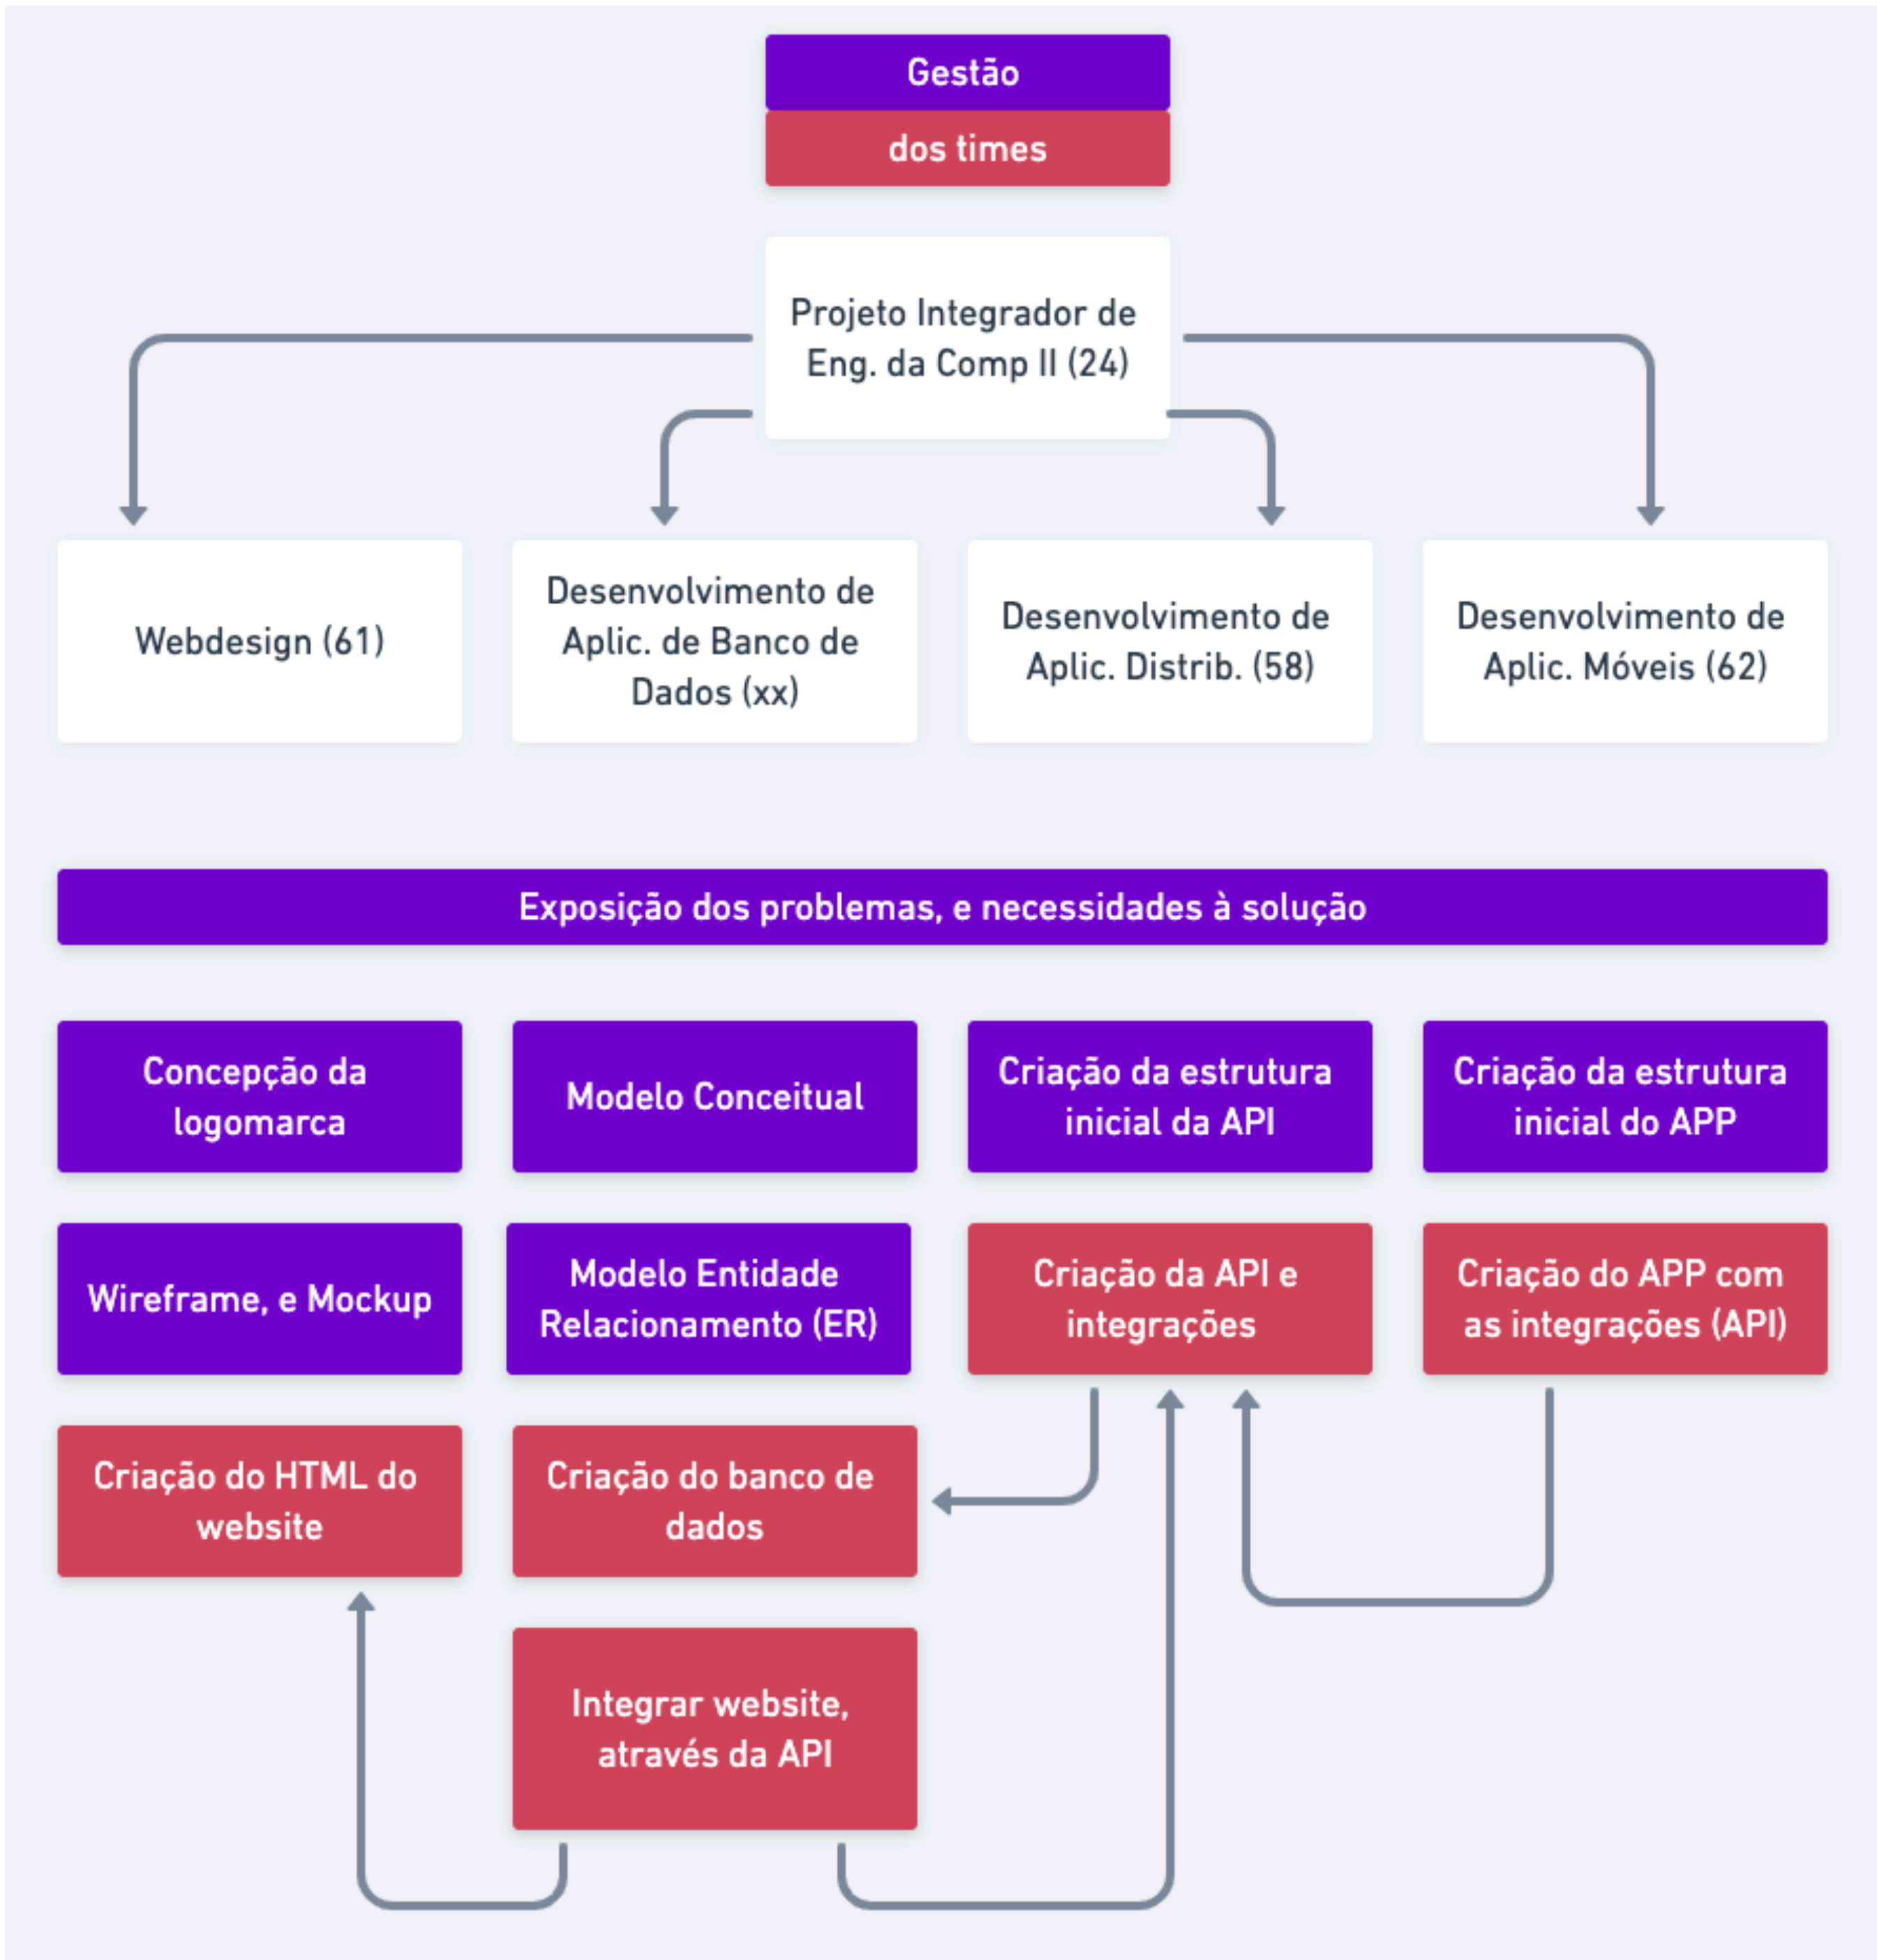 Gestão
dos times
Projeto Integrador de
Eng. da Comp II (24)
Webdesign (61)
Desenvolvimento de
Aplic. de Banco de
Dados (xx)
Desenvolvimento de
Aplic. Distrib. (58)
Desenvolvimento de
Aplic. Móveis (62)
Exposição dos problemas, e necessidades à solução
Concepção da
logomarca
Modelo Conceitual
Criação da estrutura
inicial da API
Criação da estrutura
inicial do APP
Wireframe, e Mockup
Modelo Entidade
Relacionamento (ER)
Criação da API e
integrações
Criação do APP com
as integrações (API)
Criação do HTML do
website
Criação do banco de
dados
Integrar website,
através da API